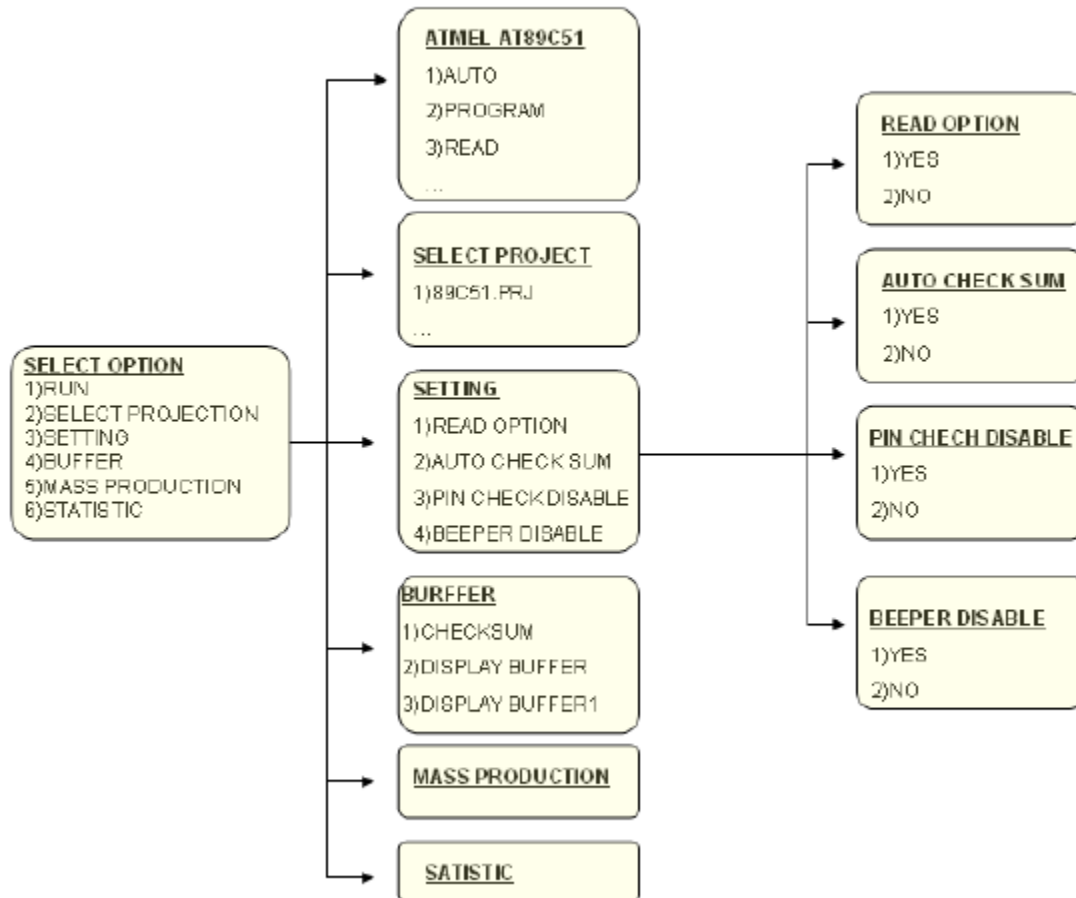 SELECT OPTION
1)RUN
2)SELECT PROJECTION
3)SETTING
4)BUFFER
5)MASS PRODUCTION
6)STATISTIC
ATMEL AT89C51
1)AUTO
2)PROGRAM
3)READ
...
SELECT PROJECT
1)89C51.PRJ
...
SETTING
1)READ OPTION
2)AUTO CHECK SUM
3)PIN CHECK DISABLE
4)BEEPER DISABLE
BURFFER
1)CHECKSUM
2)DISPLAY BUFFER
3)DISPLAY BUFFER1
MASS PRODUCTION
SATISTIC
READ OPTION
1)YES
2)NO
AUTO CHECK SUM
1)YES
2)NO
PIN CHECH DISABLE
1)YES
2)NO
BEEPER DISABLE
1)YES
2)NO